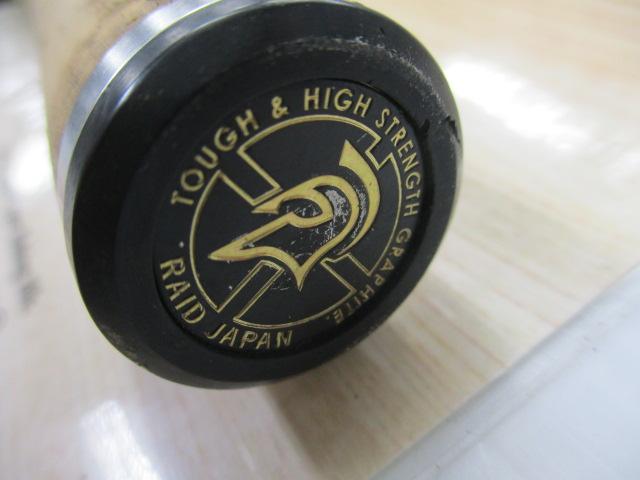 TOUGH & HIGH STRENGTH GRAPHITE.
RAID JAPAN